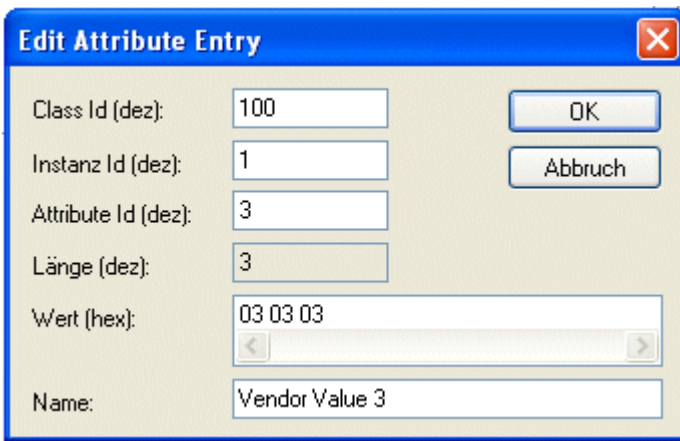 Edit Attribute Entry
Class Id (dez): 100 OK
Instanz Id (dez): 1 Abbruch
Attribute Id (dez): 3
Länge (dez): 3
Wert (hex): 03 03 03
Name: Vendor Value 3